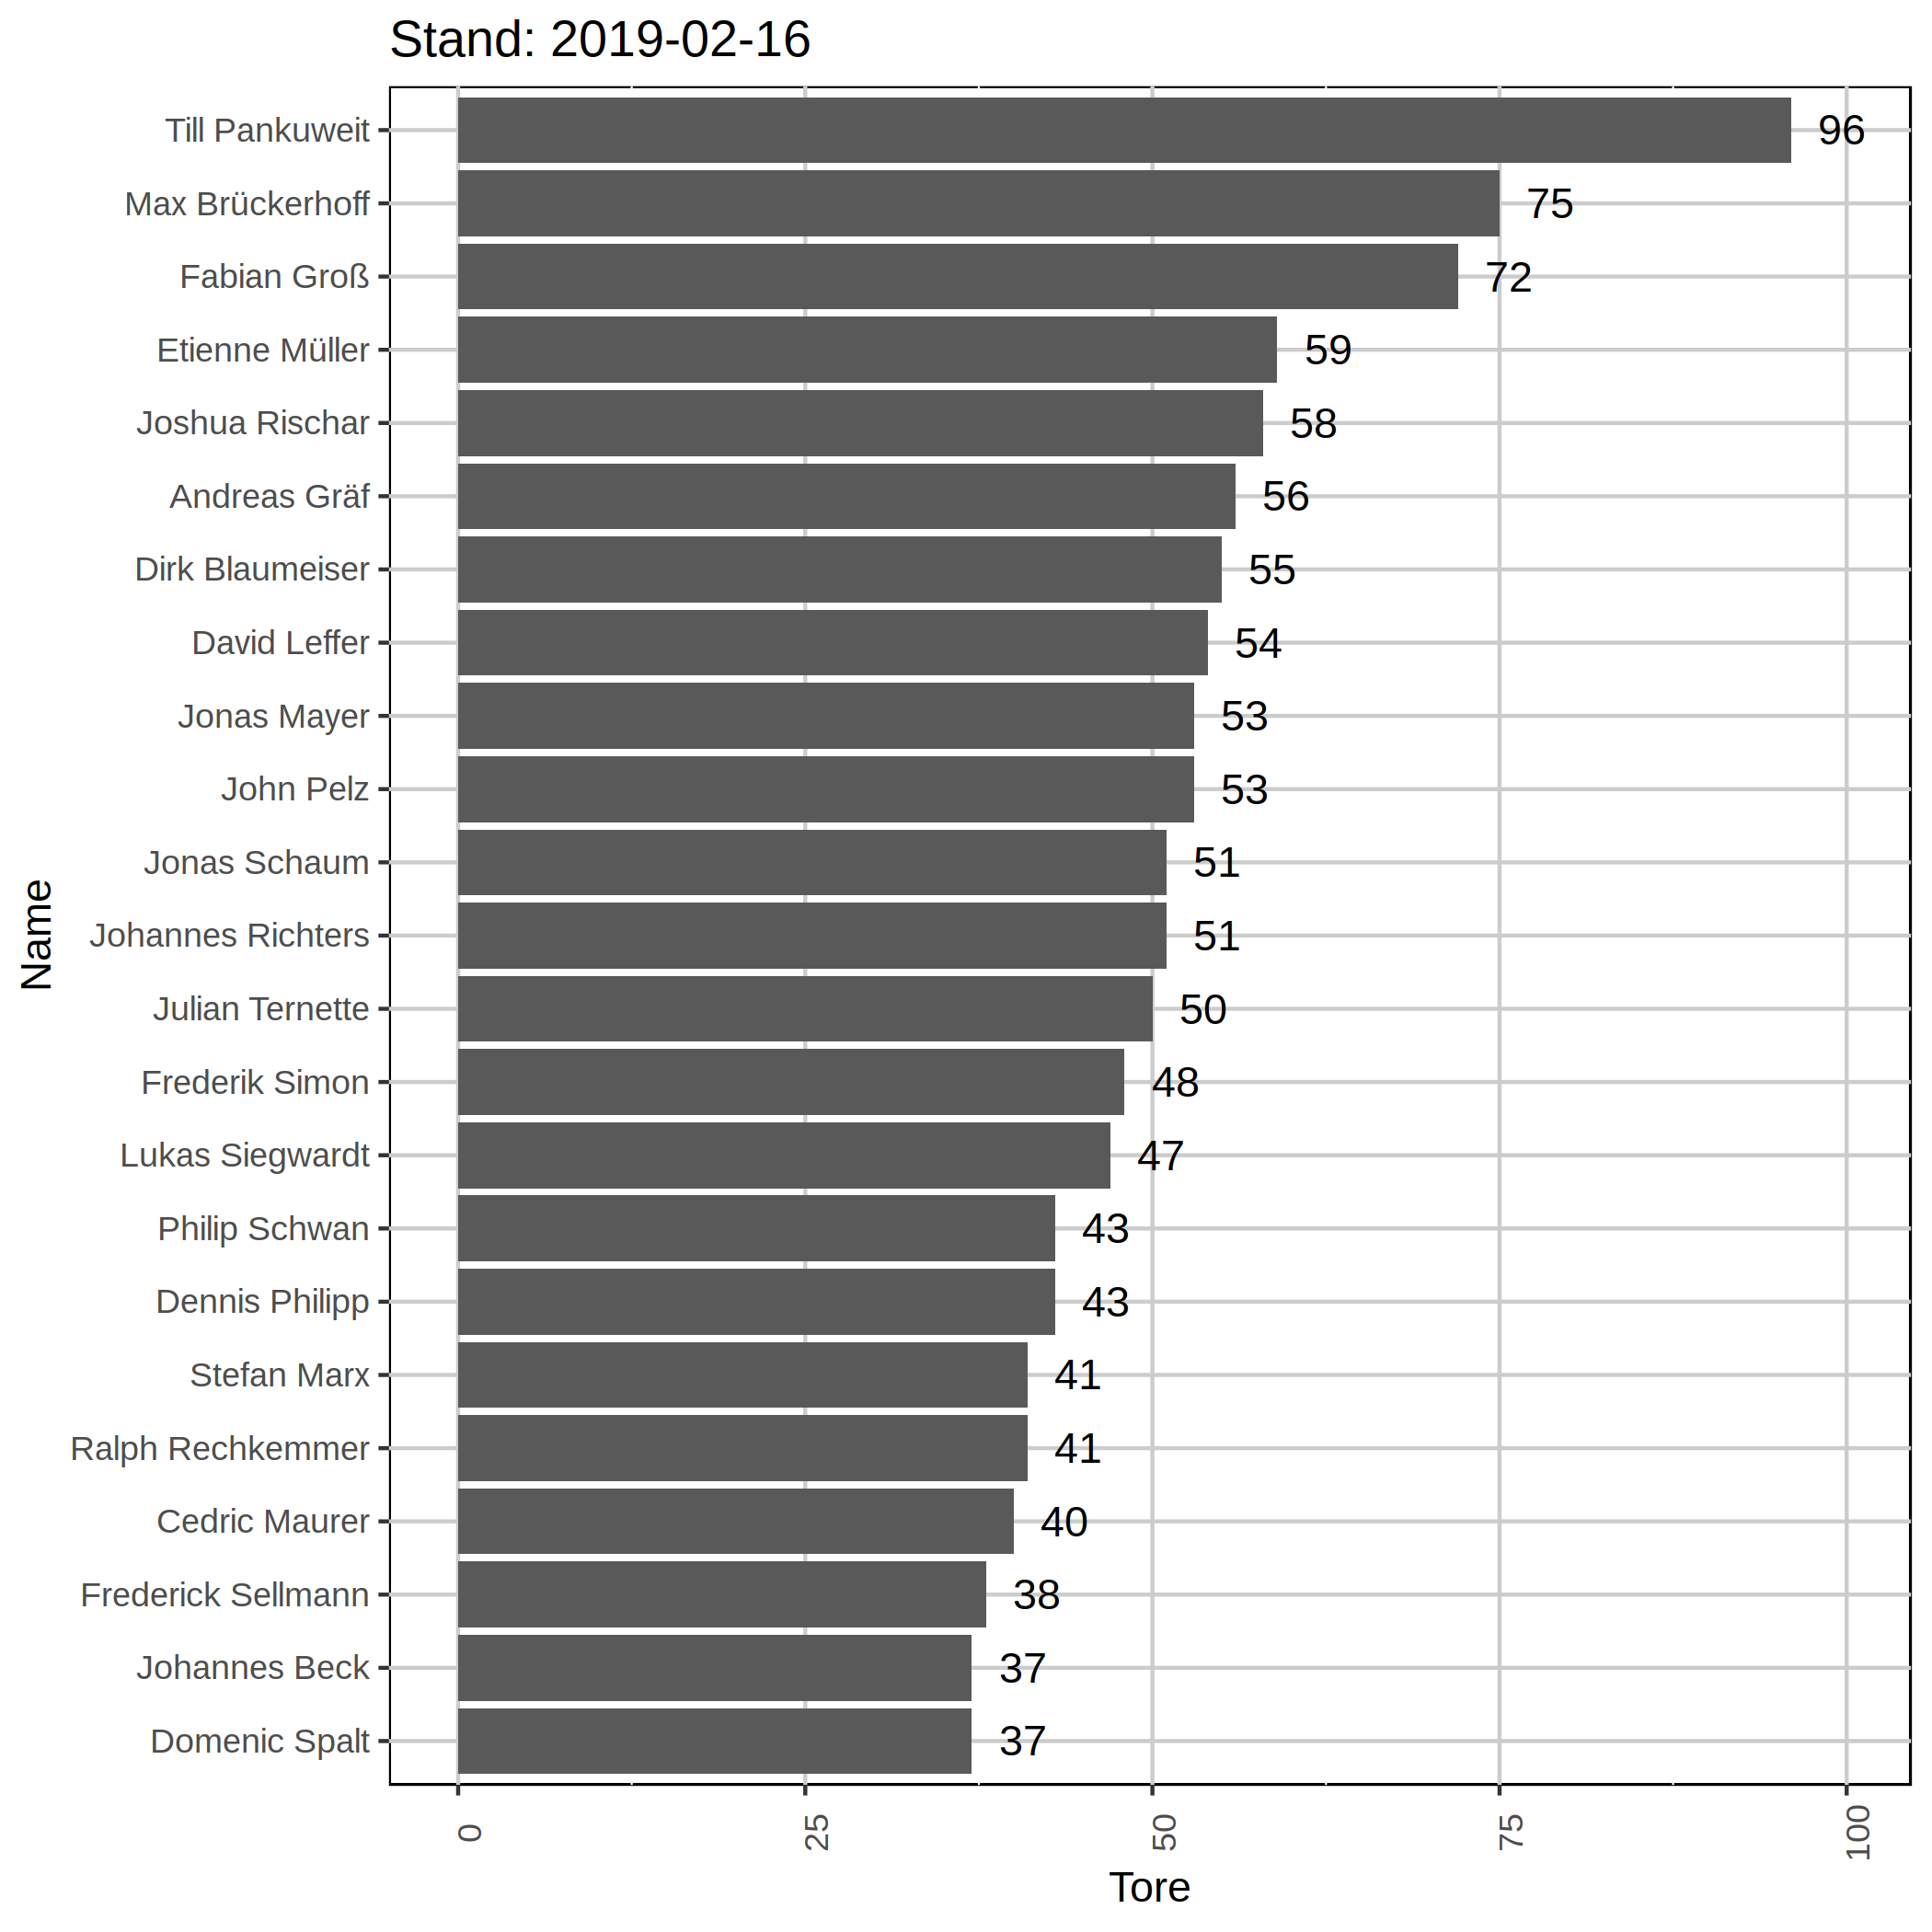 Stand: 2019-02-16
Till Pankuweit 96
Max Brückerhoff 75
Fabian Groß 72
Etienne Müller 59
Joshua Rischar 58
Andreas Gräf 56
Dirk Blaumeiser 55
David Leffer 54
Jonas Mayer 53
John Pelz 53
Jonas Schaum 51
Johannes Richters 51
Julian Ternette 50
Frederik Simon 48
Lukas Siegwardt 47
Philip Schwan 43
Dennis Philipp 43
Stefan Marx 41
Ralph Rechkemmer 41
Cedric Maurer 40
Frederick Sellmann 38
Johannes Beck 37
Domenic Spalt 37
Name
0 25 50 75 100
Tore